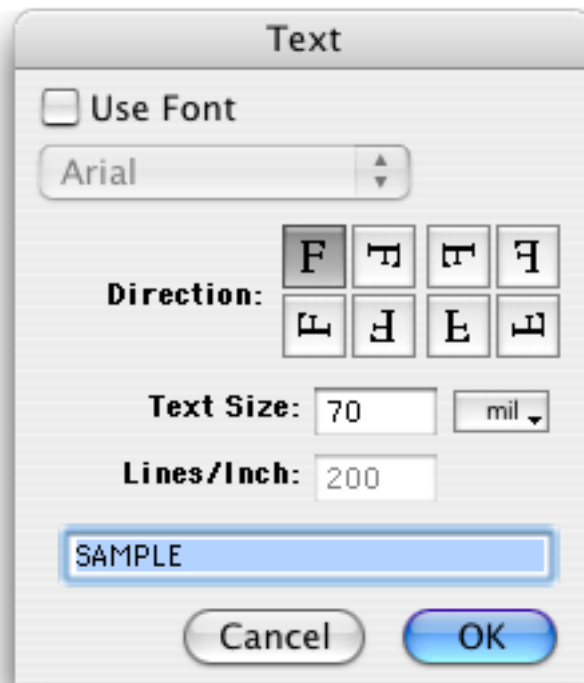 Text
Use Font
Arial
F F F F
Direction:
F F F F
Text Size: 70 mil
Lines/Inch: 200
SAMPLE
Cancel OK